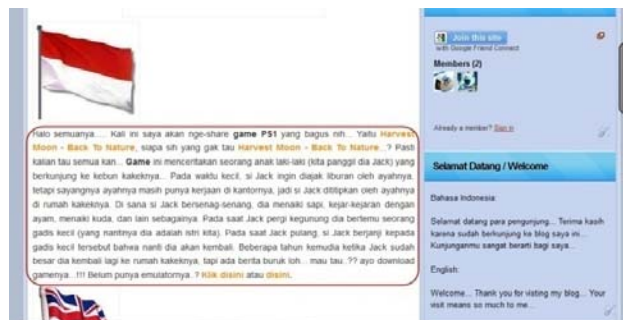 Halo semuanya..... Kali ini saya akan nge-share game PS1 yang bagus nih... Yaitu Harvest
Moon - Back To Nature, siapa sih yang gak tau Harvest Moon - Back To Nature...? Pasti
kalian tau semua kan... Game ini menceritakan seorang anak laki-laki (kita panggil dia Jack) yang
berkunjung ke kebun kakeknya... Pada waktu kecil, si Jack ingin diajak liburan oleh ayahnya,
tetapi sayangnya ayahnya masih punya kerjaan di kantornya, jadi si Jack dititipkan oleh ayahnya
di rumah kakeknya. Di sana si Jack bersenag-senang, dia menaiki sapi, kejar-kejaran dengan
ayam, menaiki kuda, dan lain sebagainya. Pada saat Jack pergi kegunung dia bertemu seorang
gadis kecil (yang nantinya dia adalah istri kita). Pada saat Jack pulang, si Jack berjanji kepada
gadis kecil tersebut bahwa nanti dia akan kembali. Beberapa tahun kemudia ketika Jack sudah
besar dia kembali lagi ke rumah kakeknya, tapi ada berita buruk loh... mau tau..?? ayo download
gamenya...!!! Belum punya emulatornya..? Klik disini atau disini.
Join this site
with Google Friend Connect
Members (2)
Already a member? Sign in
Selamat Datang / Welcome
Bahasa Indonesia:
Selamat datang para pengunjung... Terima kasih
karena sudah berkunjung ke blog saya ini...
Kunjunganmu sangat berarti bagi saya...
English:
Welcome... Thank you for visting my blog... Your
visit means so much to me...